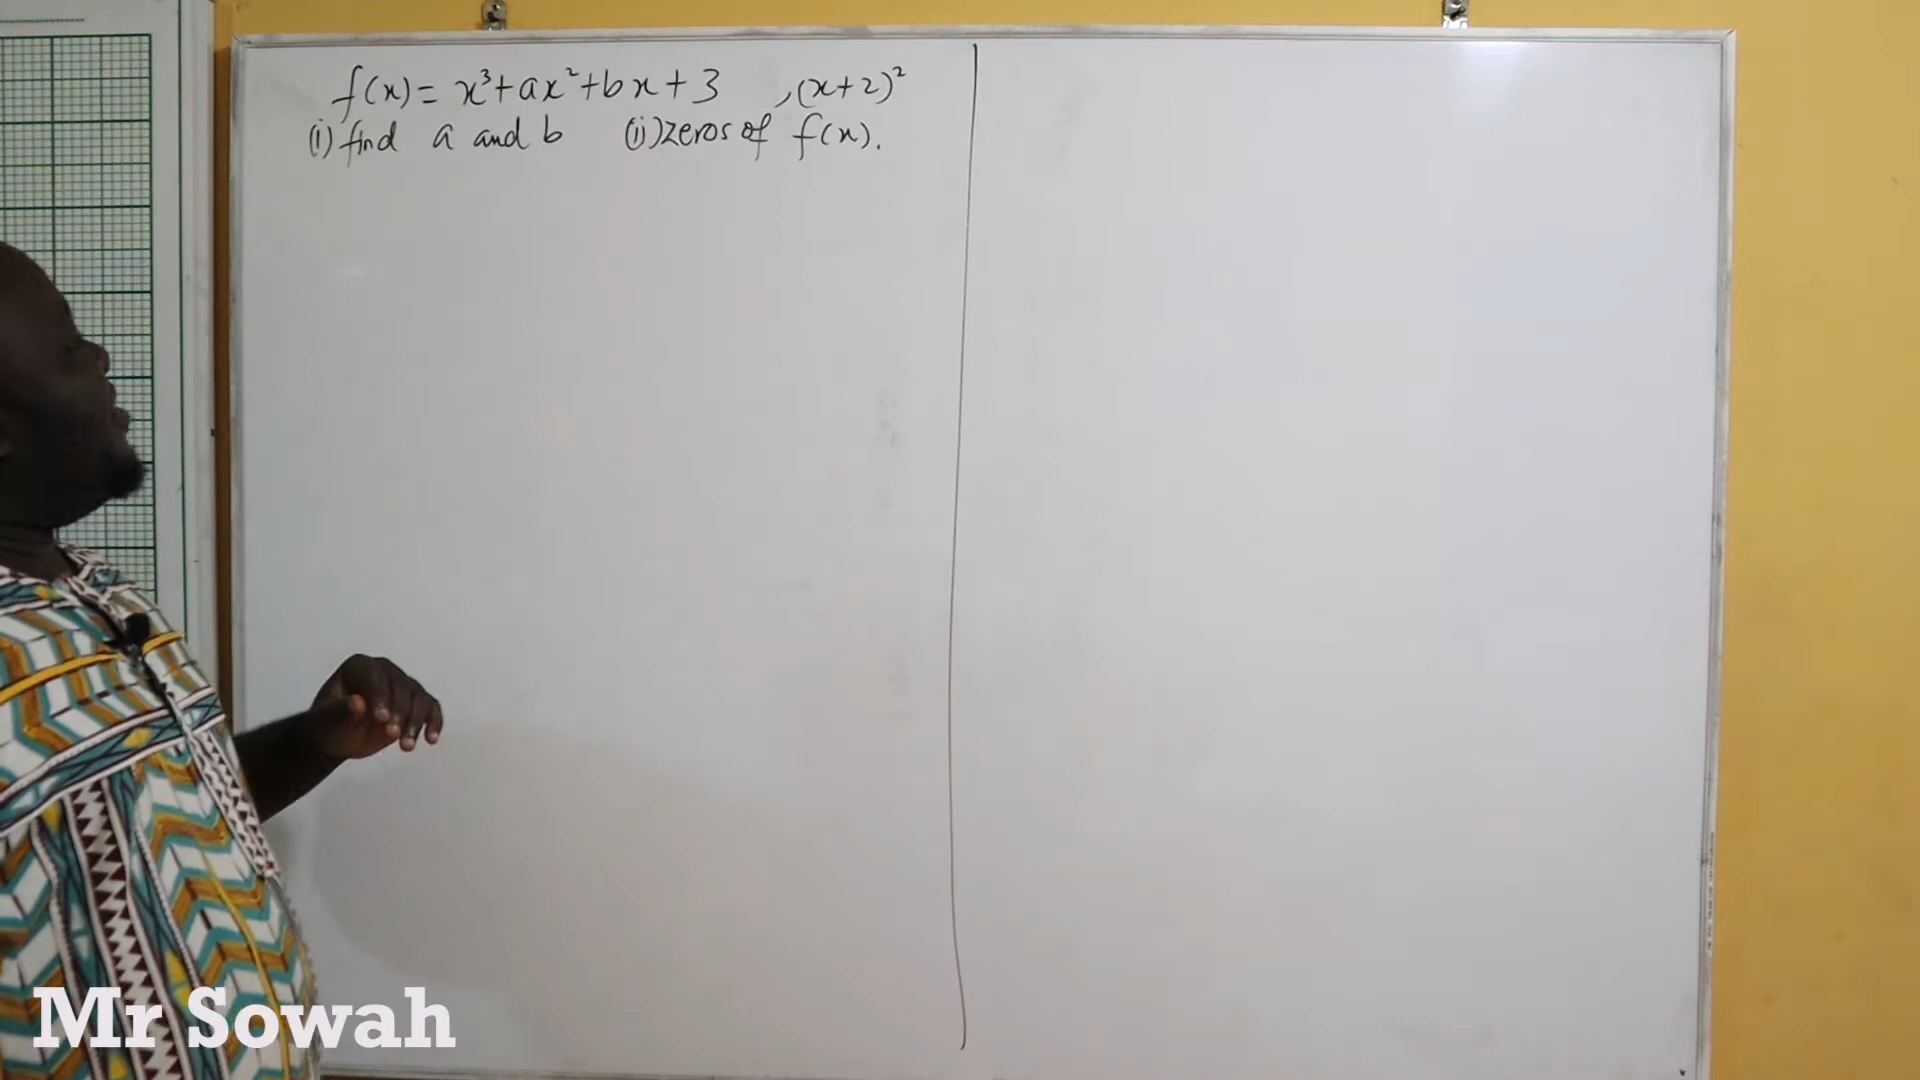 f(x) = x³+ax²+bx+3 , (x+2)²
(i) find a and b (ii) zeros of f(x).
Mr Sowah